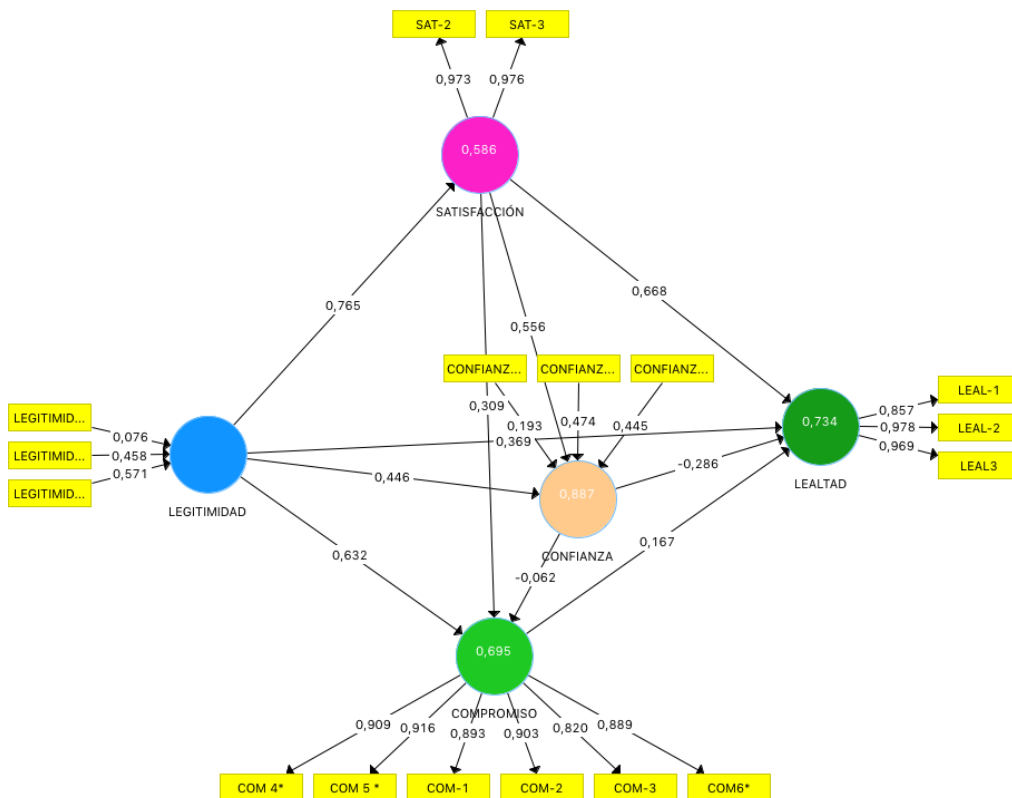 SAT-2 SAT-3
0,973 0,976
0,586
SATISFACCIÓN
0,765
0,668
0,556
CONFIANZ... CONFIANZ... CONFIANZ...
0,309
0,193 0,474 0,445
0,369
LEGITIMID...
LEGITIMID...
LEGITIMID...
0,076
0,458
0,571
LEGITIMIDAD
0,446
0,887
CONFIANZA
-0,286
0,734
LEALTAD
0,857
0,978
0,969
LEAL-1
LEAL-2
LEAL3
0,632
-0,062
0,167
0,695
COMPROMISO
0,909 0,916 0,893 0,903 0,820 0,889
COM 4* COM 5 * COM-1 COM-2 COM-3 COM6*